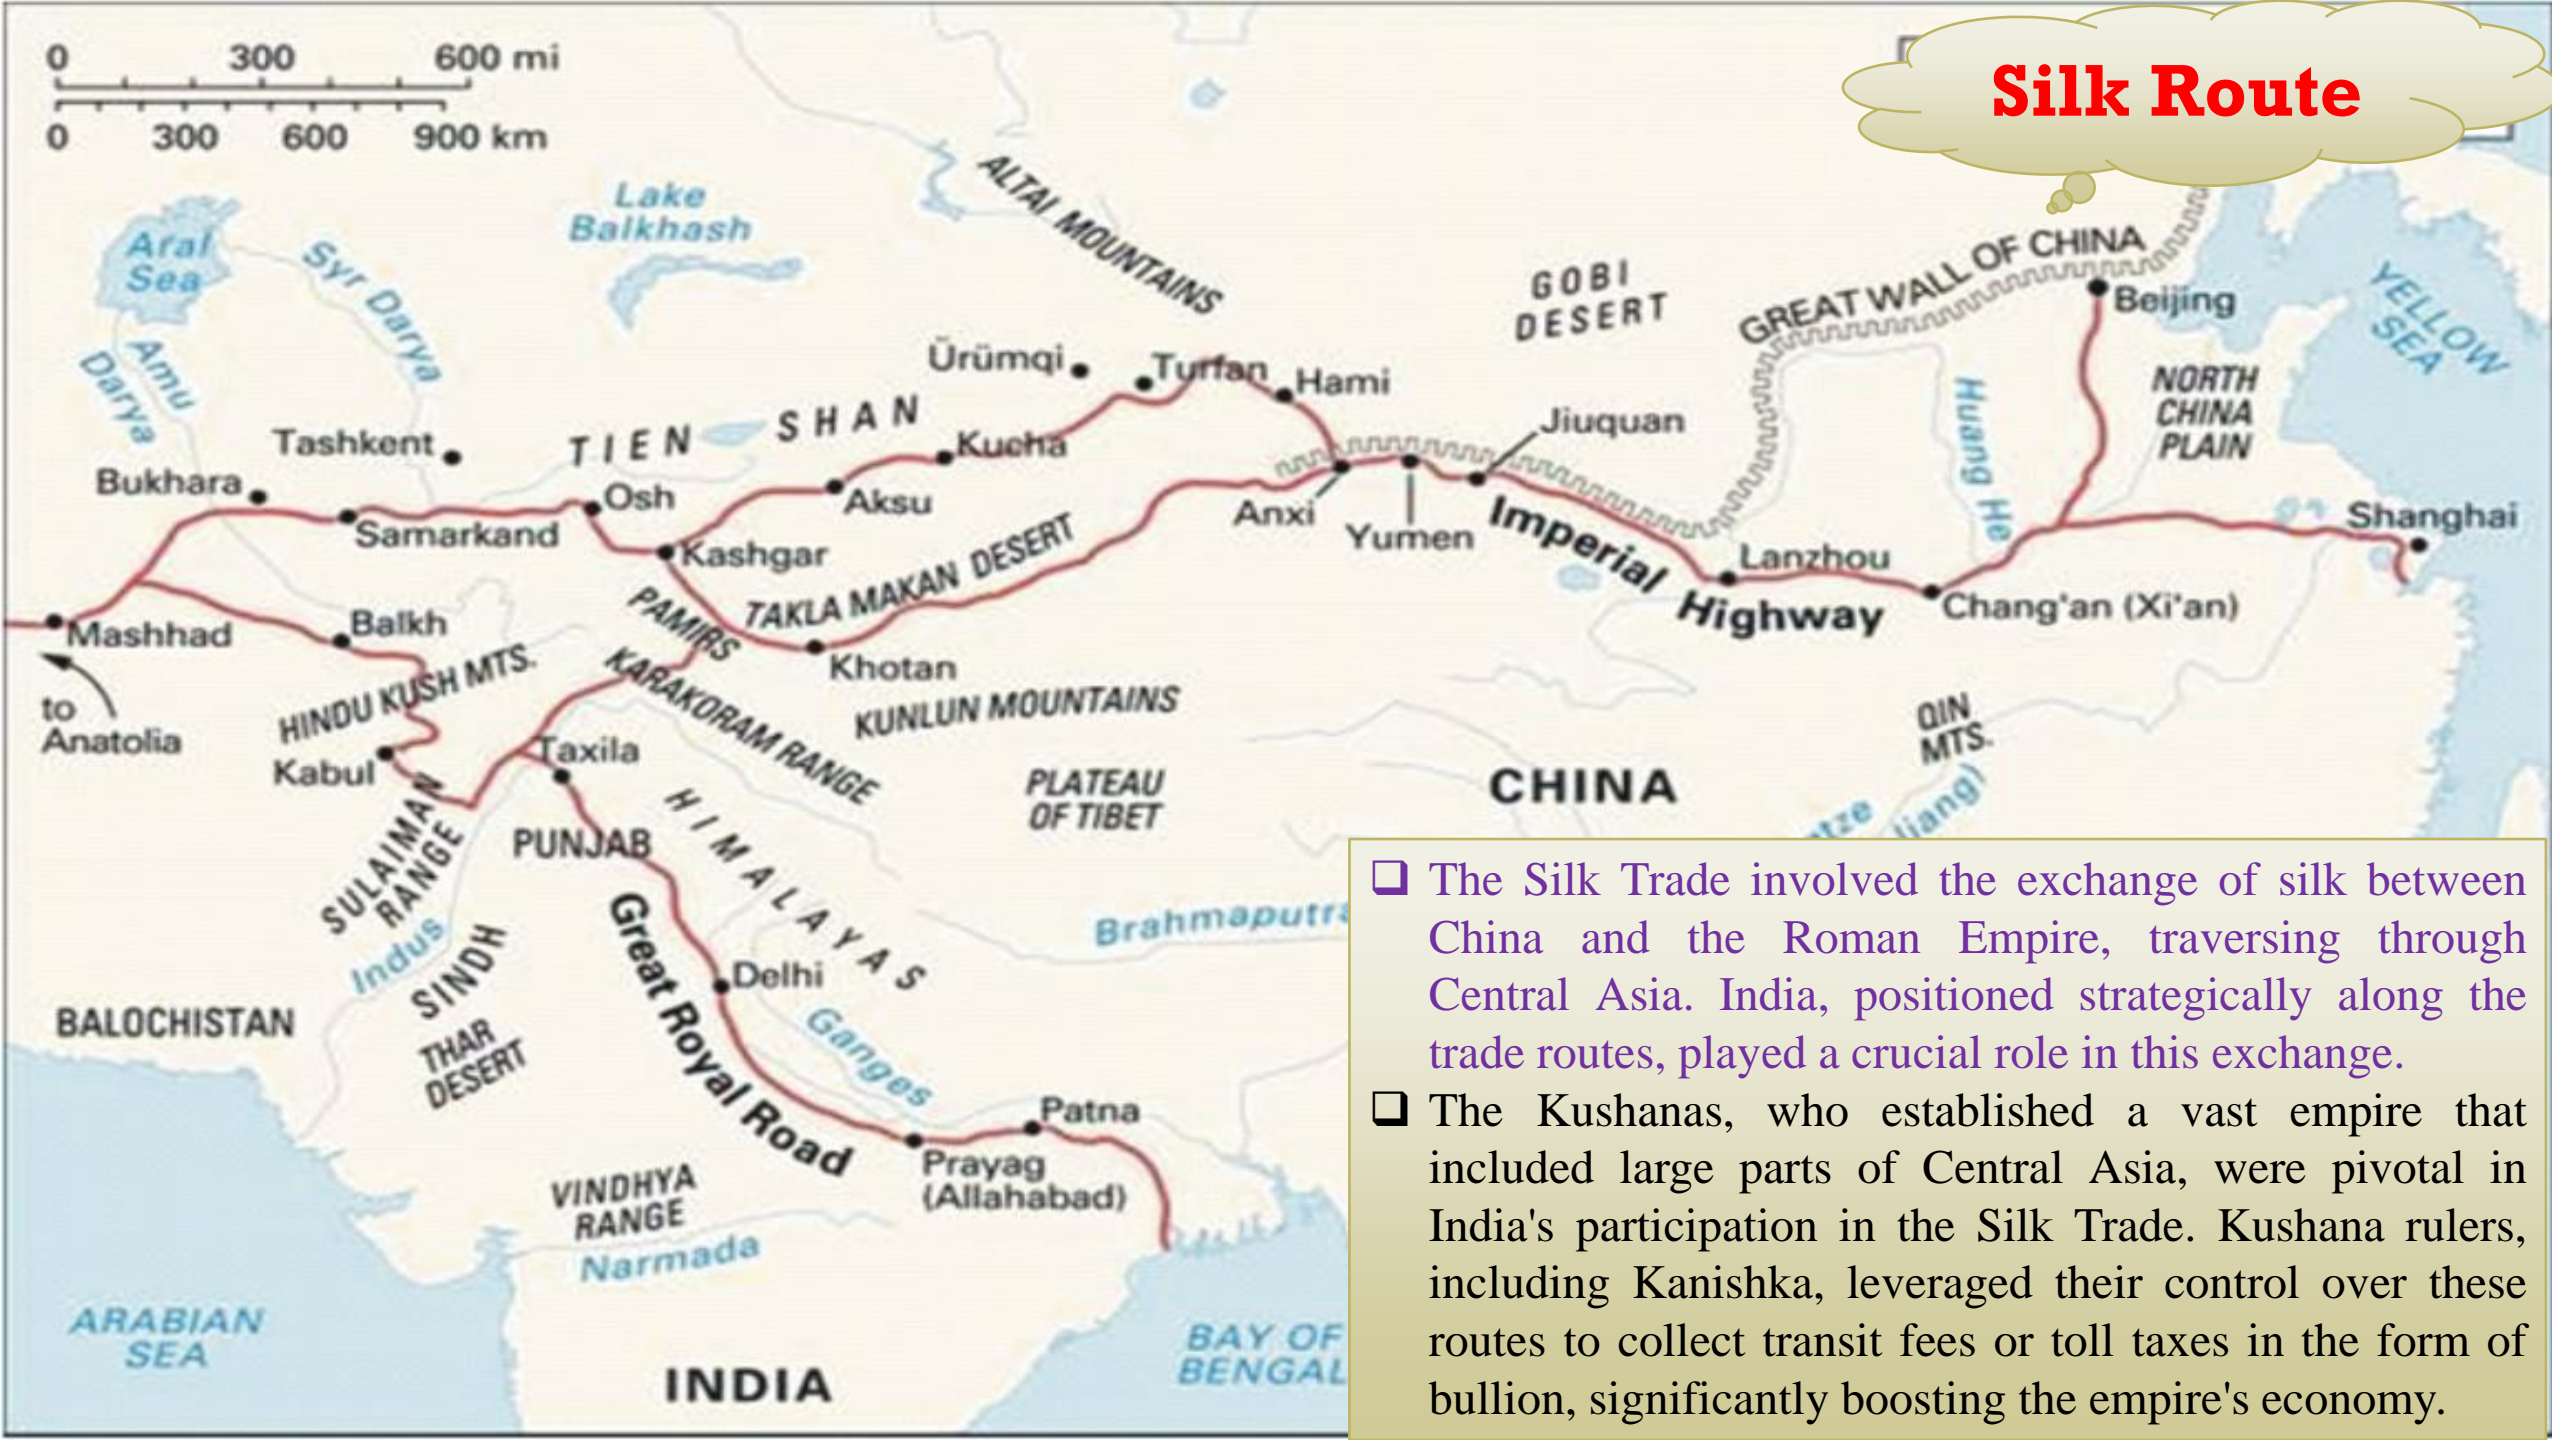 0 300 600 mi
0 300 600 900 km
Silk Route
Aral
Sea
Syr Darya
Amu
Darya
Lake
Balkhash
ALTAI MOUNTAINS
GOBI
DESERT
GREAT WALL OF CHINA
Beijing
YELLOW
SEA
NORTH
CHINA
PLAIN
Huang He
Ürümqi
Turfan
Hami
Jiuquan
Tashkent
TIEN SHAN
Kucha
Bukhara
Osh
Aksu
Samarkand
Kashgar
Anxi
Yumen
Imperial
Highway
Lanzhou
Shanghai
Chang'an (Xi'an)
TAKLA MAKAN DESERT
PAMIRS
Mashhad
Balkh
to
Anatolia
HINDU KUSH MTS.
KARAKORAM RANGE
Khotan
KUNLUN MOUNTAINS
QIN
MTS.
Kabul
Taxila
PLATEAU
OF TIBET
CHINA
SULAIMAN
RANGE
PUNJAB
HIMALAYAS
Indus
SINDH
Great Royal Road
Delhi
Ganges
BALOCHISTAN
THAR
DESERT
Patna
Prayag
(Allahabad)
VINDHYA
RANGE
Narmada
ARABIAN
SEA
INDIA
BAY OF
BENGAL
❑ The Silk Trade involved the exchange of silk between
China and the Roman Empire, traversing through
Central Asia. India, positioned strategically along the
trade routes, played a crucial role in this exchange.
❑ The Kushanas, who established a vast empire that
included large parts of Central Asia, were pivotal in
India's participation in the Silk Trade. Kushana rulers,
including Kanishka, leveraged their control over these
routes to collect transit fees or toll taxes in the form of
bullion, significantly boosting the empire's economy.